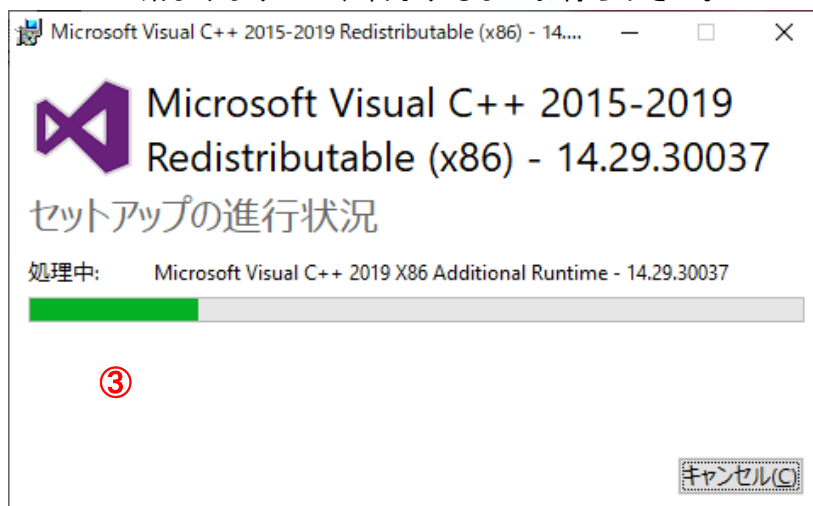 Microsoft Visual C++ 2015-2019 Redistributable (x86) - 14....
Microsoft Visual C++ 2015-2019
Redistributable (x86) - 14.29.30037
セットアップの進行状況
処理中: Microsoft Visual C++ 2019 X86 Additional Runtime - 14.29.30037
③
キャンセル(C)